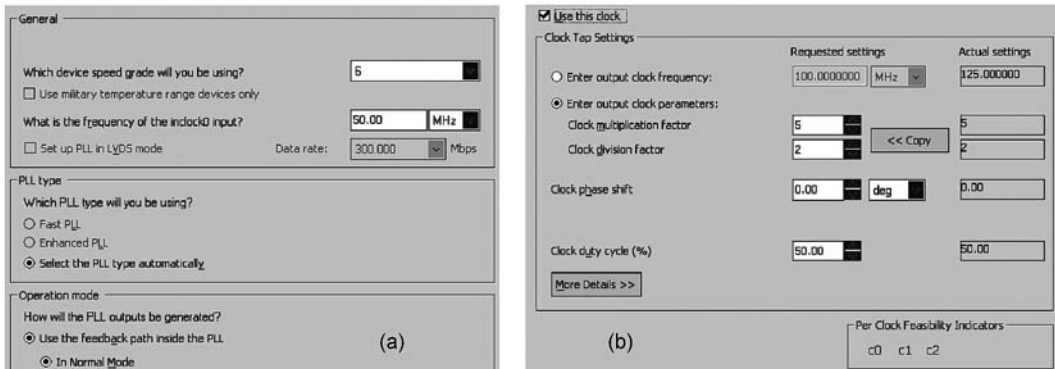 General
Which device speed grade will you be using? 6
Use military temperature range devices only
What is the frequency of the inclock0 input? 50.00 MHz
Set up PLL in LVDS mode Data rate: 300.000 Mbps
PLL type
Which PLL type will you be using?
Fast PLL
Enhanced PLL
Select the PLL type automatically
Operation mode
How will the PLL outputs be generated?
Use the feedback path inside the PLL
In Normal Mode
(a)
Use this clock
Clock Tap Settings
Requested settings Actual settings
Enter output clock frequency: 100.0000000 MHz 125.000000
Enter output clock parameters:
Clock multiplication factor 5 << Copy 5
Clock division factor 2 2
Clock phase shift 0.00 deg 0.00
Clock duty cycle (%) 50.00 50.00
More Details >>
(b)
Per Clock Feasibility Indicators
c0 c1 c2